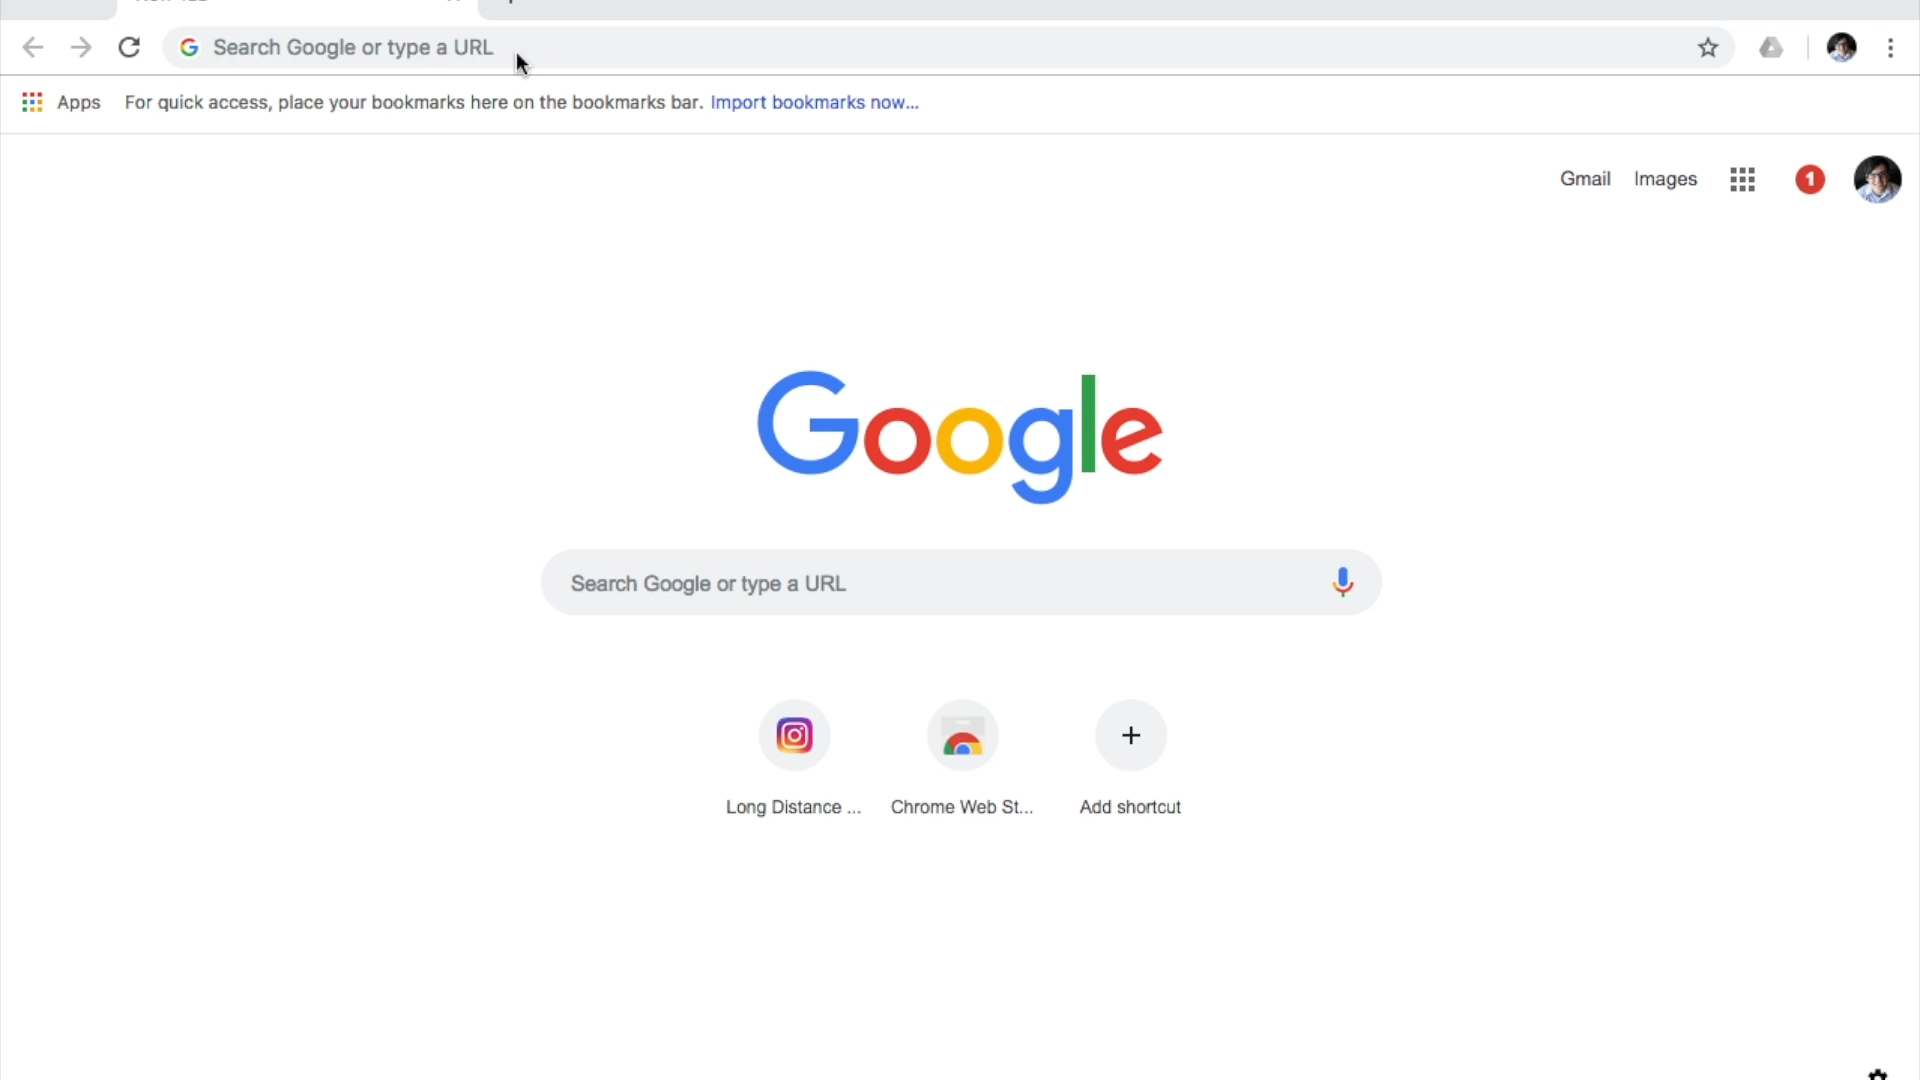 Search Google or type a URL
Apps For quick access, place your bookmarks here on the bookmarks bar. Import bookmarks now...
Gmail Images 1
Google
Search Google or type a URL
Long Distance ... Chrome Web St... Add shortcut